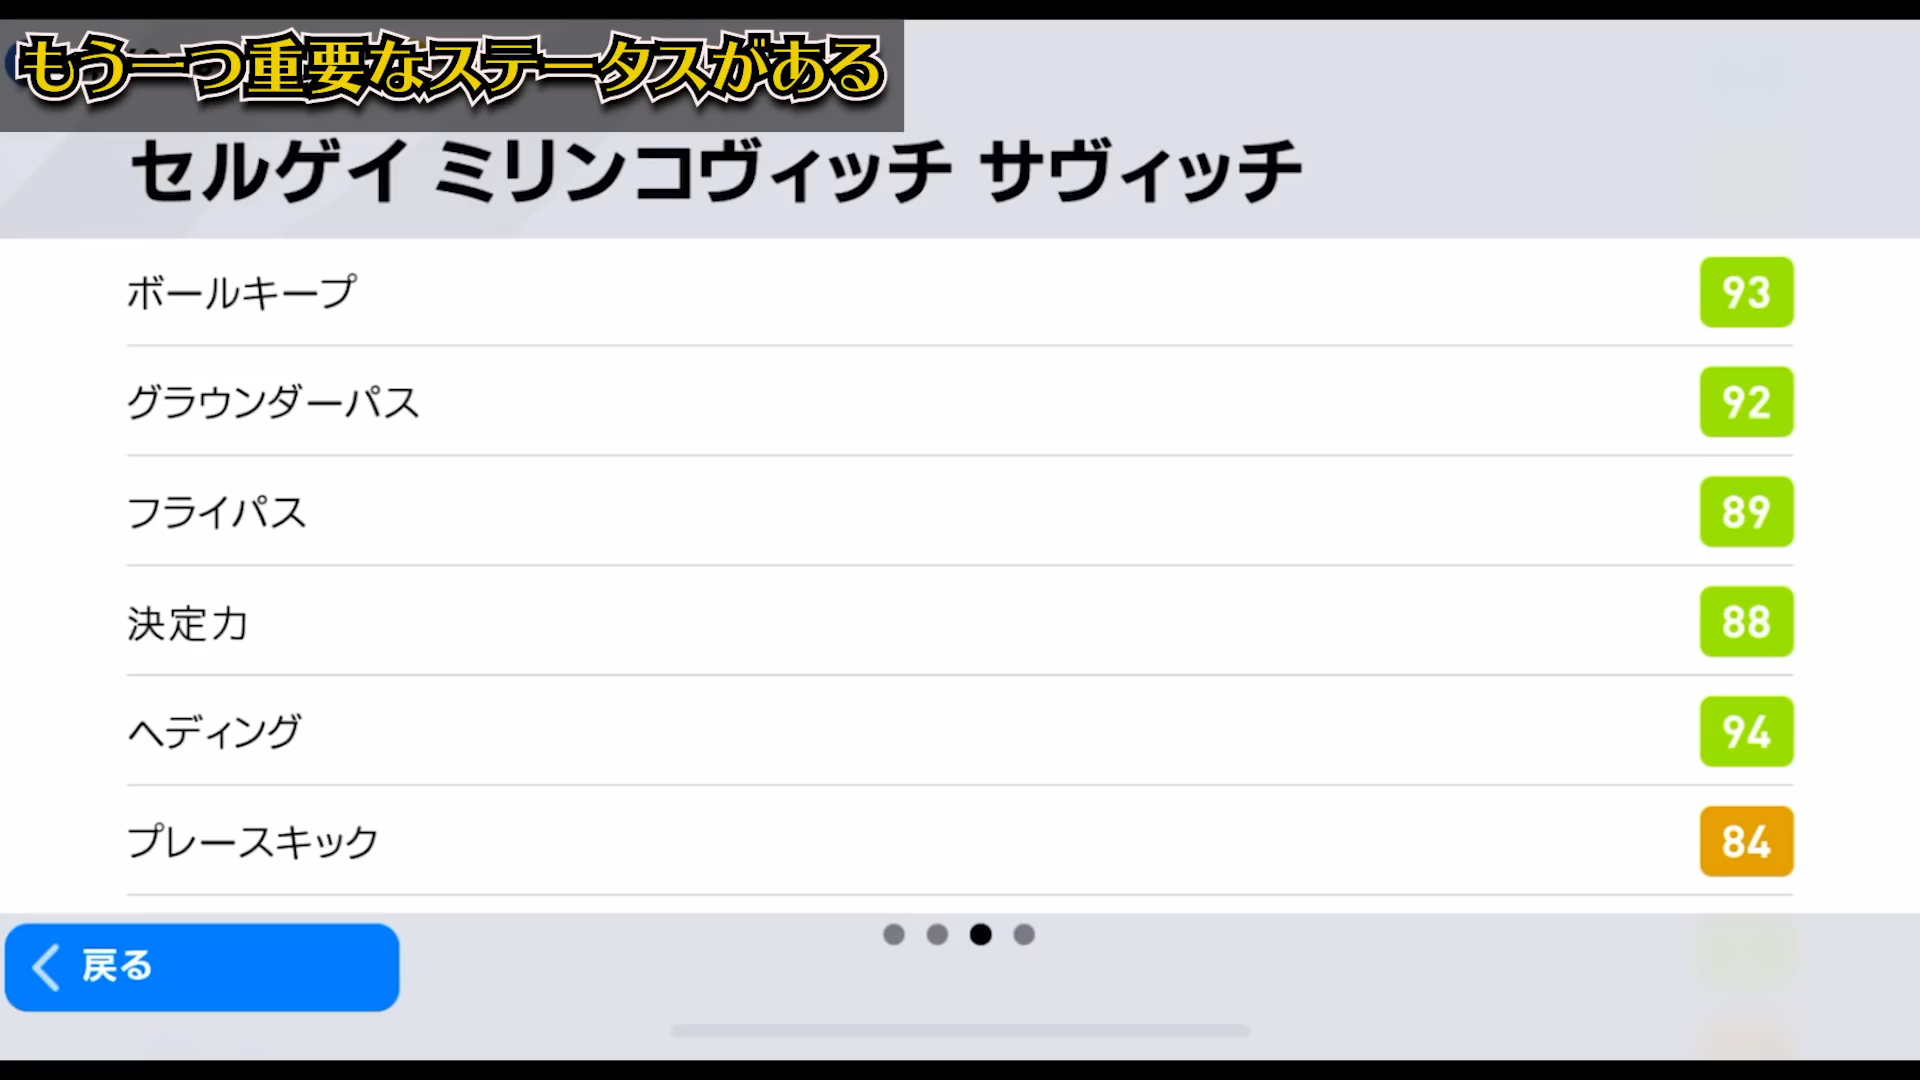 もう一つ重要なステータスがある
セルゲイ ミリンコヴィッチ サヴィッチ
ボールキープ 93
グラウンダーパス 92
フライパス 89
決定力 88
ヘディング 94
プレースキック 84
戻る